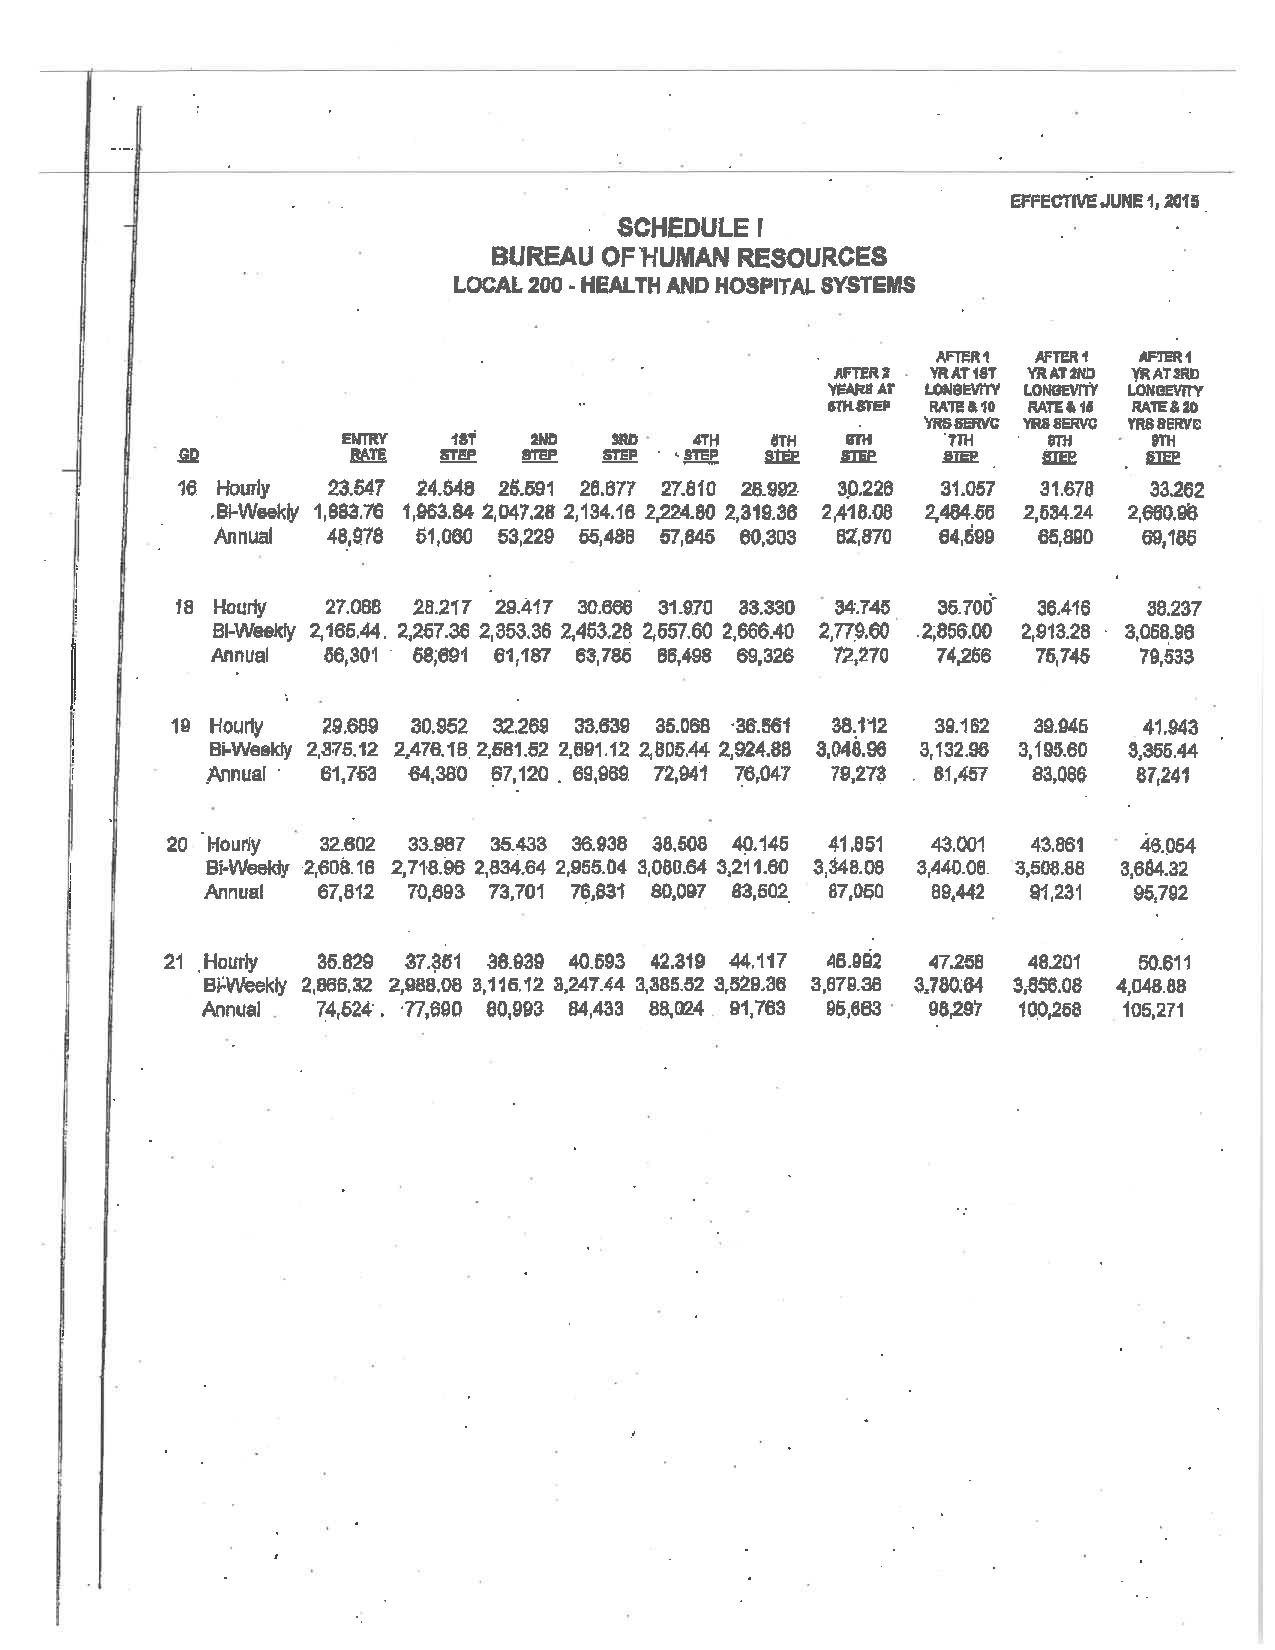 EFFECTIVE JUNE 1, 2015
SCHEDULE I
BUREAU OF HUMAN RESOURCES
LOCAL 200 - HEALTH AND HOSPITAL SYSTEMS
AFTER 1 AFTER 1 AFTER 1
AFTER 2 YR AT 1ST YR AT 2ND YR AT 3RD
YEARS AT LONGEVITY LONGEVITY LONGEVITY
5TH STEP RATE & 10 RATE & 15 RATE & 20
YRS SERVC YRS SERVC YRS SERVC
ENTRY 1ST 2ND 3RD 4TH 5TH 6TH 7TH 8TH 9TH
GD RATE STEP STEP STEP STEP STEP STEP STEP STEP STEP
16 Hourly 23.547 24.548 25.591 26.677 27.810 28.992 30.226 31.057 31.678 33.262
Bi-Weekly 1,883.76 1,963.84 2,047.28 2,134.16 2,224.80 2,319.36 2,418.08 2,484.56 2,534.24 2,660.96
Annual 48,978 51,060 53,229 55,488 57,845 60,303 62,870 64,599 65,890 69,185
18 Hourly 27.068 28.217 29.417 30.666 31.970 33.330 34.745 35.700 36.416 38.237
Bi-Weekly 2,165.44 2,257.36 2,353.36 2,453.28 2,557.60 2,666.40 2,779.60 2,856.00 2,913.28 3,058.96
Annual 56,301 58,691 61,187 63,785 66,498 69,326 72,270 74,256 75,745 79,533
19 Hourly 29.689 30.952 32.269 33.639 35.068 36.561 38.112 39.162 39.945 41.943
Bi-Weekly 2,375.12 2,476.16 2,581.52 2,691.12 2,805.44 2,924.88 3,048.96 3,132.96 3,195.60 3,355.44
Annual 61,753 64,380 67,120 69,969 72,941 76,047 79,273 81,457 83,086 87,241
20 Hourly 32.602 33.987 35.433 36.938 38.508 40.145 41.851 43.001 43.861 46.054
Bi-Weekly 2,608.16 2,718.96 2,834.64 2,955.04 3,080.64 3,211.60 3,348.08 3,440.08 3,508.88 3,684.32
Annual 67,812 70,693 73,701 76,831 80,097 83,502 87,050 89,442 91,231 95,792
21 Hourly 35.829 37.351 38.939 40.593 42.319 44.117 45.992 47.258 48.201 50.611
Bi-Weekly 2,866.32 2,988.08 3,115.12 3,247.44 3,385.52 3,529.36 3,679.36 3,780.64 3,856.08 4,048.88
Annual 74,524 77,690 80,993 84,433 88,024 91,763 95,663 98,297 100,258 105,271